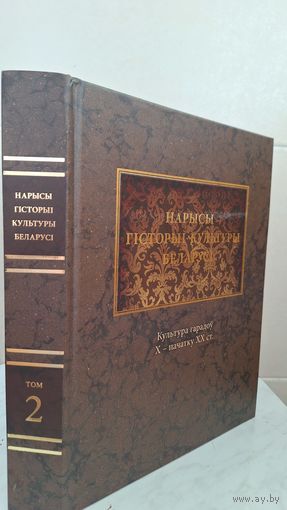 НАРЫСЫ
ГІСТОРЫІ
КУЛЬТУРЫ
БЕЛАРУСІ
ТОМ
2
НАРЫСЫ
ГІСТОРЫІ КУЛЬТУРЫ
БЕЛАРУСІ
Культура гарадоў
X – пачатку XX ст.
www.ay.by